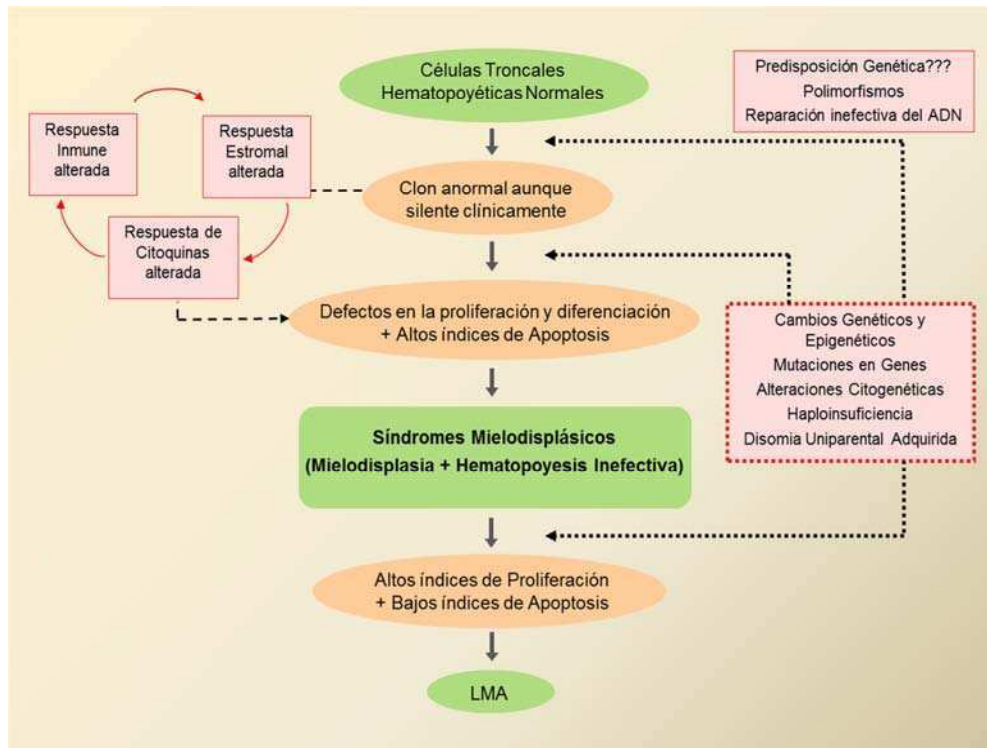 Células Troncales
Hematopoyéticas Normales
Predisposición Genética???
Polimorfismos
Reparación inefectiva del ADN
Respuesta
Inmune
alterada
Respuesta
Estromal
alterada
Respuesta de
Citoquinas
alterada
Clon anormal aunque
silente clínicamente
Defectos en la proliferación y diferenciación
+ Altos índices de Apoptosis
Cambios Genéticos y
Epigenéticos
Mutaciones en Genes
Alteraciones Citogenéticas
Haploinsuficiencia
Disomia Uniparental Adquirida
Síndromes Mielodisplásicos
(Mielodisplasia + Hematopoyesis Inefectiva)
Altos índices de Proliferación
+ Bajos índices de Apoptosis
LMA